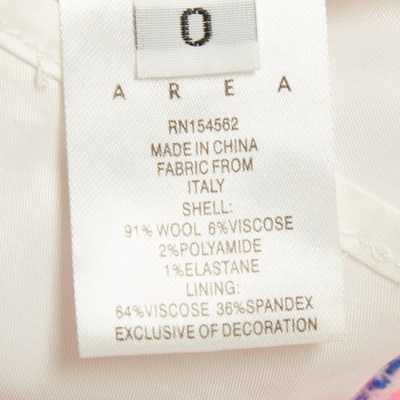 0
AREA
RN154562
MADE IN CHINA
FABRIC FROM
ITALY
SHELL:
91% WOOL 6%VISCOSE
2%POLYAMIDE
1%ELASTANE
LINING:
64%VISCOSE 36%SPANDEX
EXCLUSIVE OF DECORATION